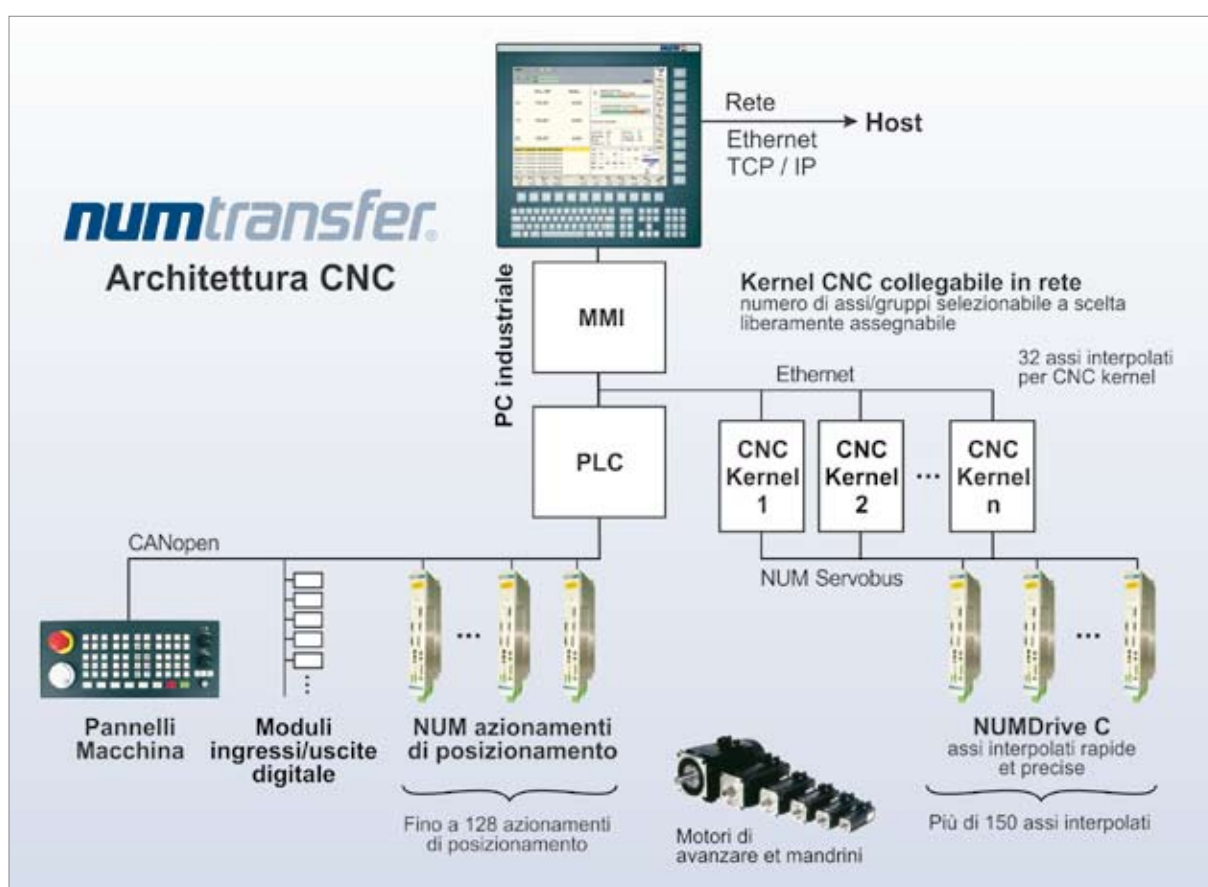 Rete
Host
Ethernet
TCP / IP
numtransfer®
Architettura CNC
PC industriale
MMI
Kernel CNC collegabile in rete
numero di assi/gruppi selezionabile a scelta
liberamente assegnabile
32 assi interpolati
per CNC kernel
Ethernet
PLC
CNC
Kernel
1
CNC
Kernel
2
...
CNC
Kernel
n
CANopen
NUM Servobus
...
...
Pannelli
Macchina
Moduli
ingressi/uscite
digitale
NUM azionamenti
di posizionamento
Fino a 128 azionamenti
di posizionamento
Motori di
avanzare et mandrini
NUMDrive C
assi interpolati rapide
et precise
Più di 150 assi interpolati